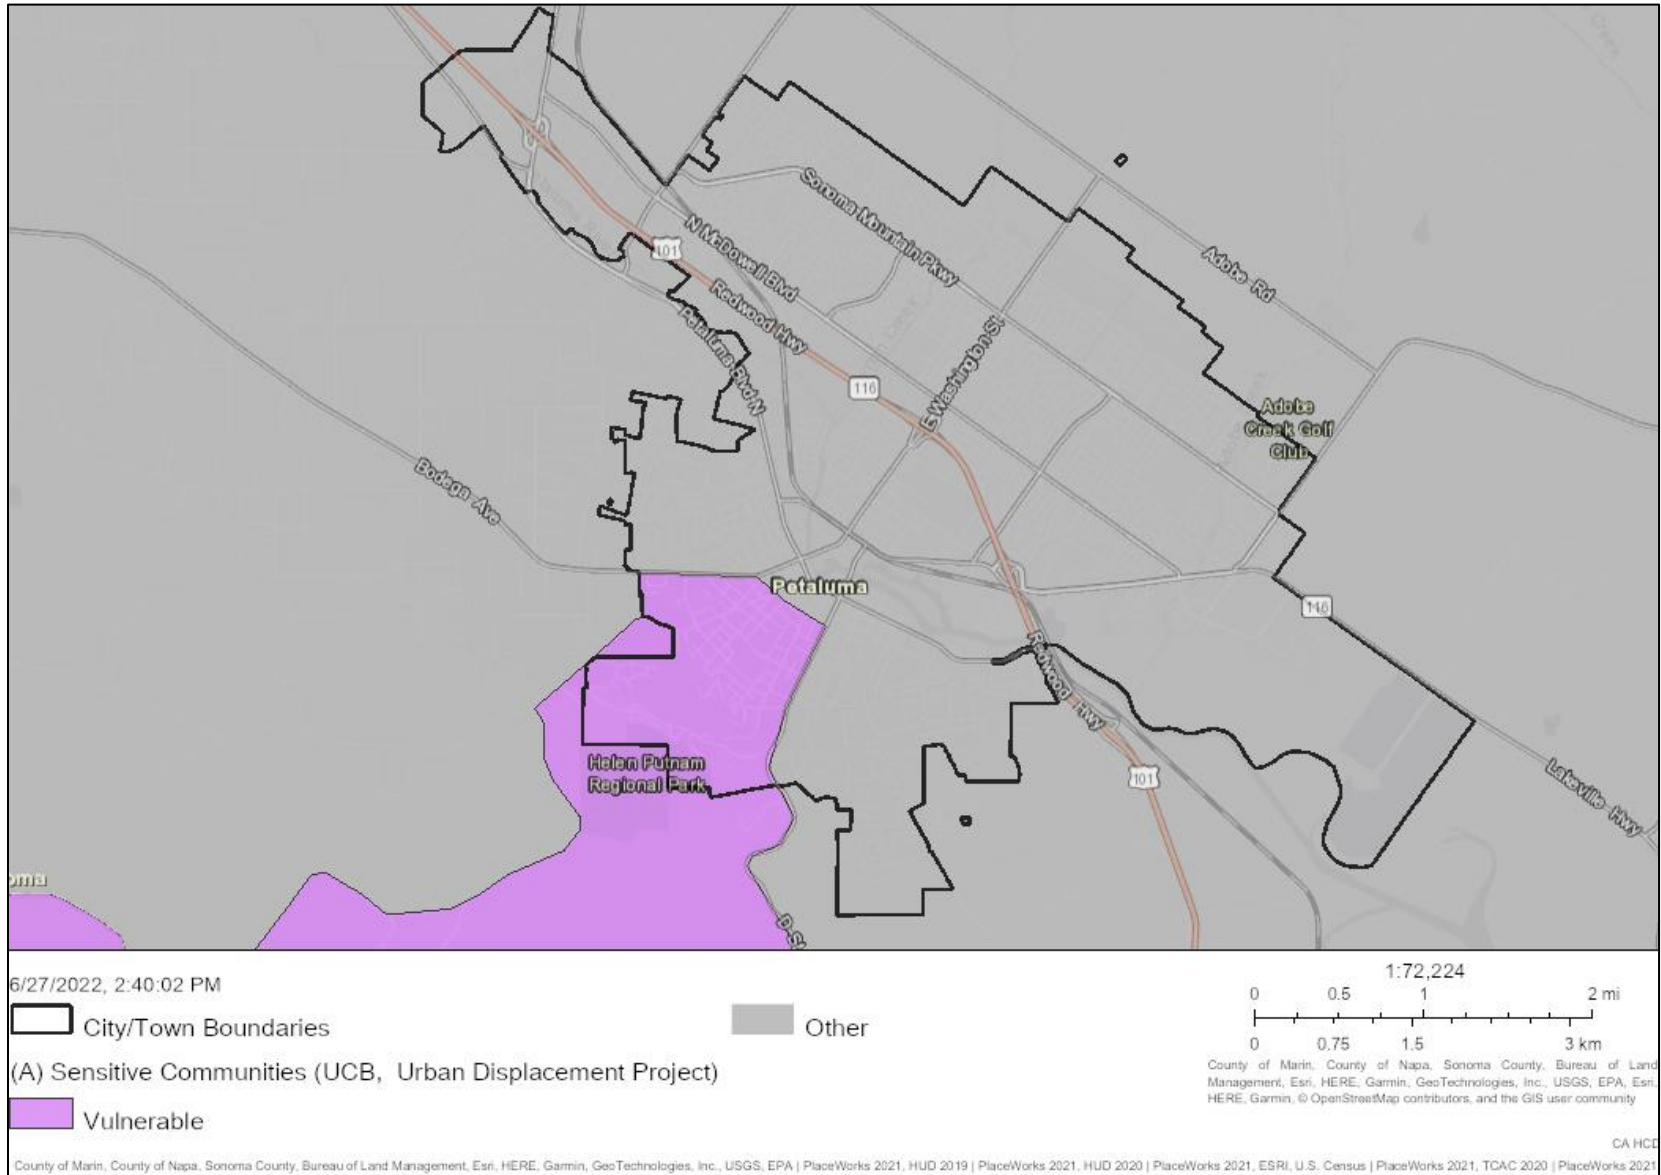 Creek
Sonoma Mountain Pkwy
Adobe Rd
N McDowell Blvd
101
Redwood Hwy
Petaluma Blvd N
116
E Washington St
Adobe
Creek Golf
Club
Bodega Ave
Petaluma
116
Redwood Hwy
Helen Putnam
Regional Park
101
Lakeville Hwy
oma
D St
6/27/2022, 2:40:02 PM
City/Town Boundaries
Other
(A) Sensitive Communities (UCB, Urban Displacement Project)
Vulnerable
1:72,224
0 0.5 1 2 mi
0 0.75 1.5 3 km
County of Marin, County of Napa, Sonoma County, Bureau of Land
Management, Esri, HERE, Garmin, GeoTechnologies, Inc., USGS, EPA, Esri,
HERE, Garmin, © OpenStreetMap contributors, and the GIS user community
CA HCD
County of Marin, County of Napa, Sonoma County, Bureau of Land Management, Esri, HERE, Garmin, GeoTechnologies, Inc., USGS, EPA | PlaceWorks 2021, HUD 2019 | PlaceWorks 2021, HUD 2020 | PlaceWorks 2021, ESRI, U.S. Census | PlaceWorks 2021, TCAC 2020 | PlaceWorks 2021